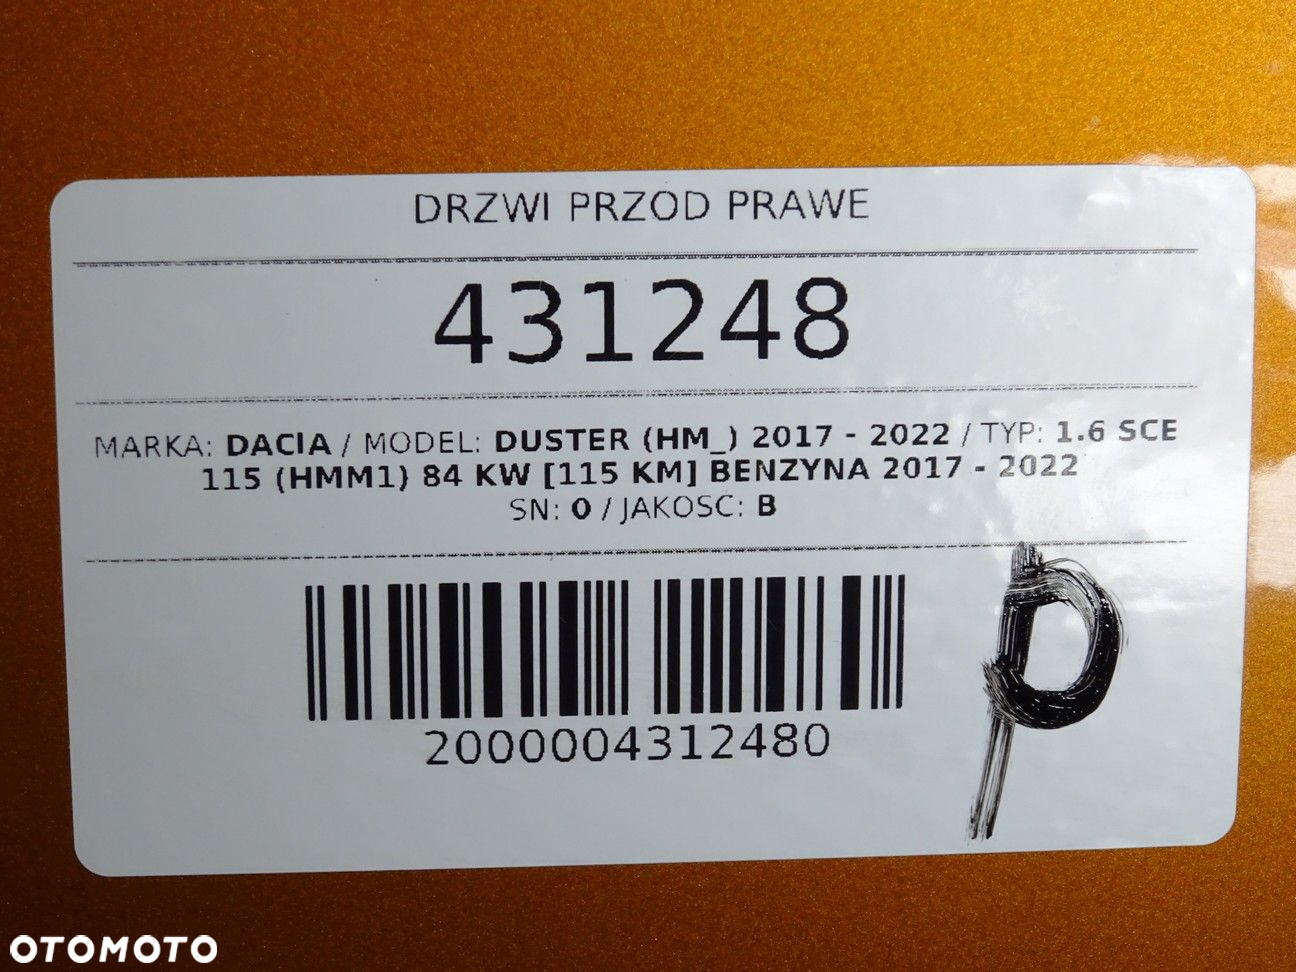 DRZWI PRZOD PRAWE
431248
MARKA: DACIA / MODEL: DUSTER (HM_) 2017 - 2022 / TYP: 1.6 SCE
115 (HMM1) 84 KW [115 KM] BENZYNA 2017 - 2022
SN: 0 / JAKOSC: B
2000004312480
P
OTOMOTO